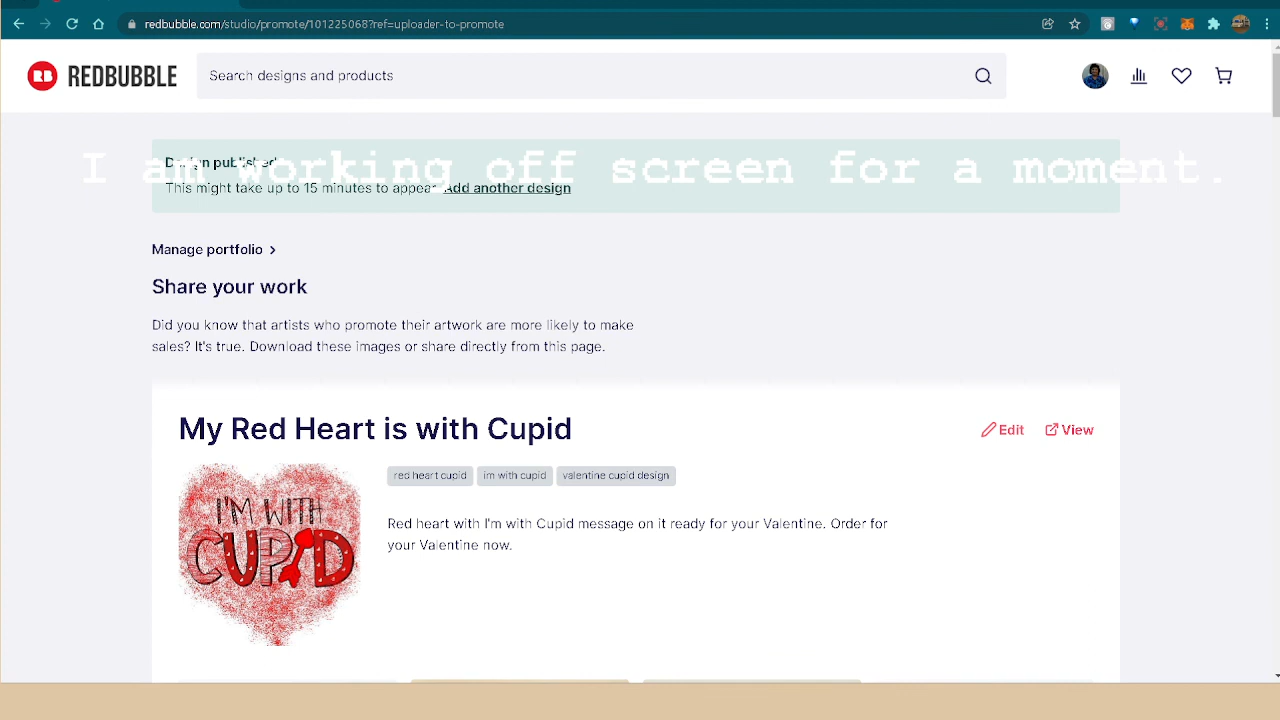 redbubble.com/studio/promote/101225068?ref=uploader-to-promote
RB REDBUBBLE
Search designs and products
Design published
I am working off screen for a moment.
This might take up to 15 minutes to appear Add another design
Manage portfolio >
Share your work
Did you know that artists who promote their artwork are more likely to make
sales? It's true. Download these images or share directly from this page.
My Red Heart is with Cupid
Edit View
red heart cupid im with cupid valentine cupid design
I'M WITH
CUPID
Red heart with I'm with Cupid message on it ready for your Valentine. Order for
your Valentine now.